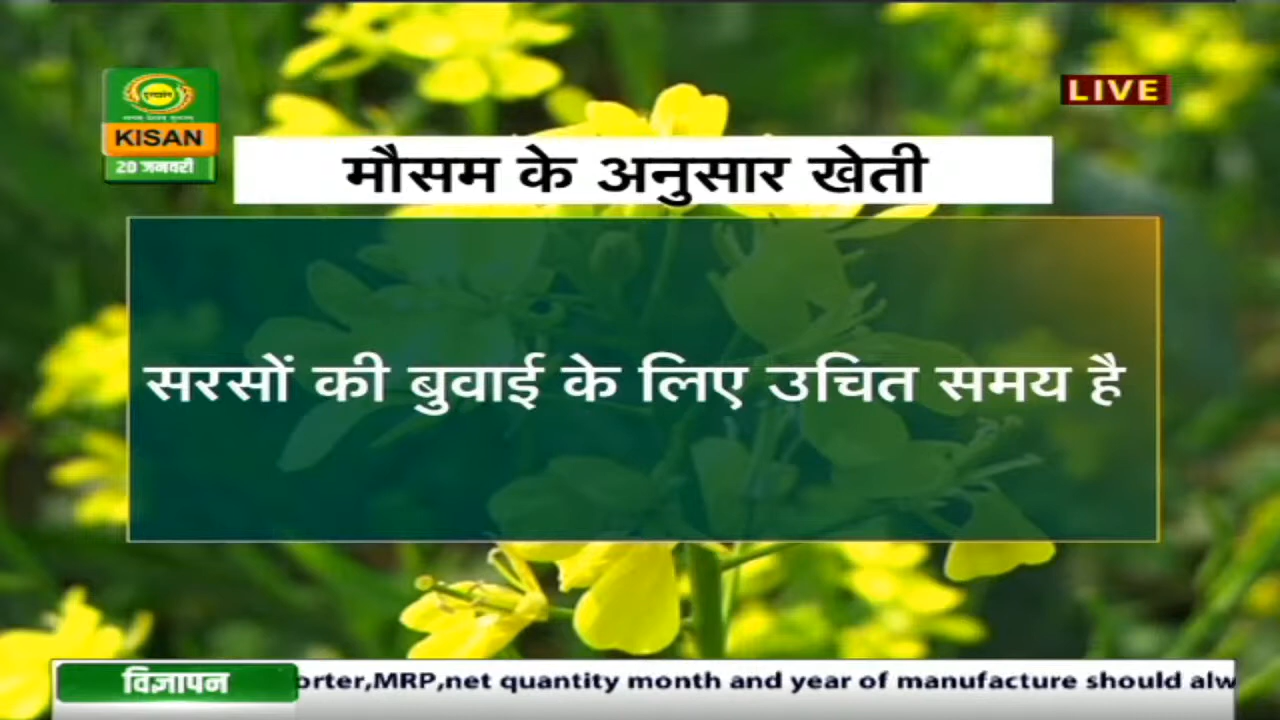 LIVE
KISAN
20 जनवरी
मौसम के अनुसार खेती
सरसों की बुवाई के लिए उचित समय है
विज्ञापन
orter,MRP,net quantity month and year of manufacture should alw